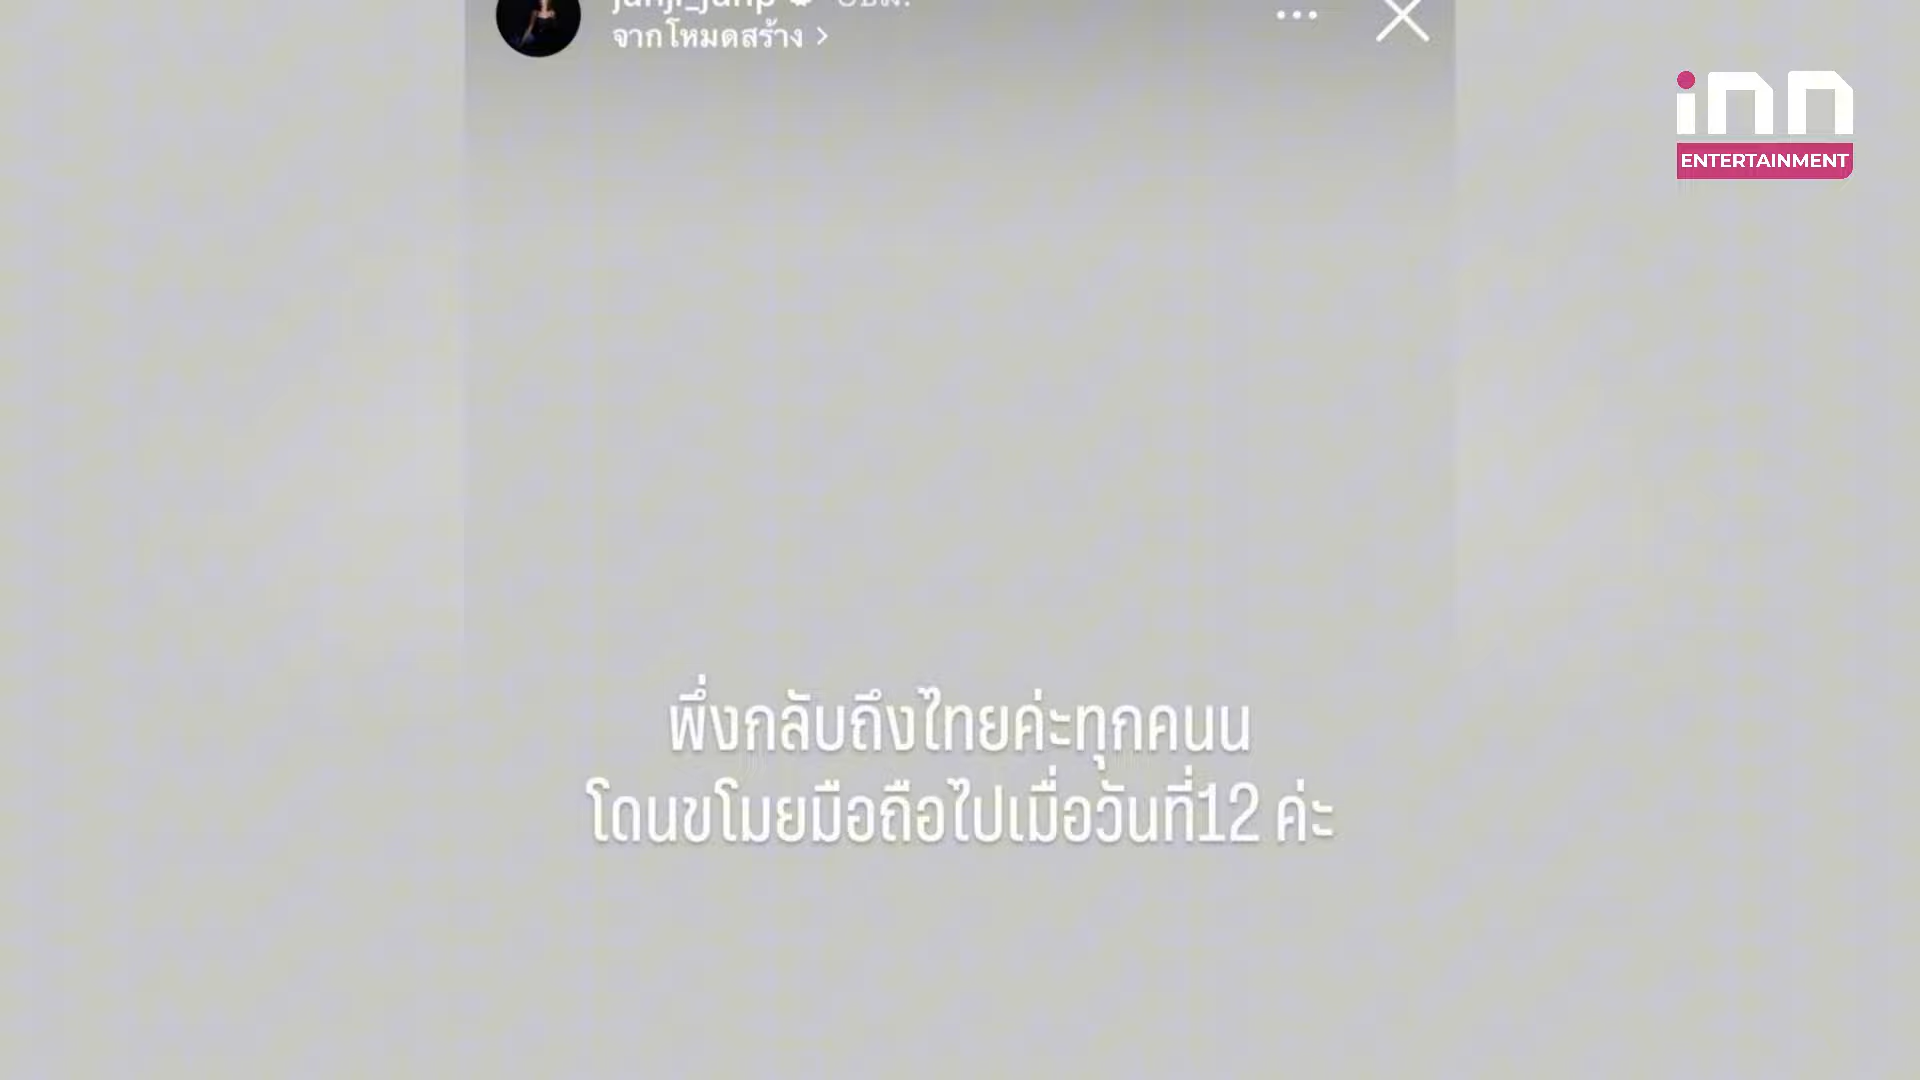 จากโหมดสร้าง >
inn
ENTERTAINMENT
พึ่งกลับถึงไทยค่ะทุกคนน
โดนขโมยมือถือไปเมื่อวันที่12 ค่ะ